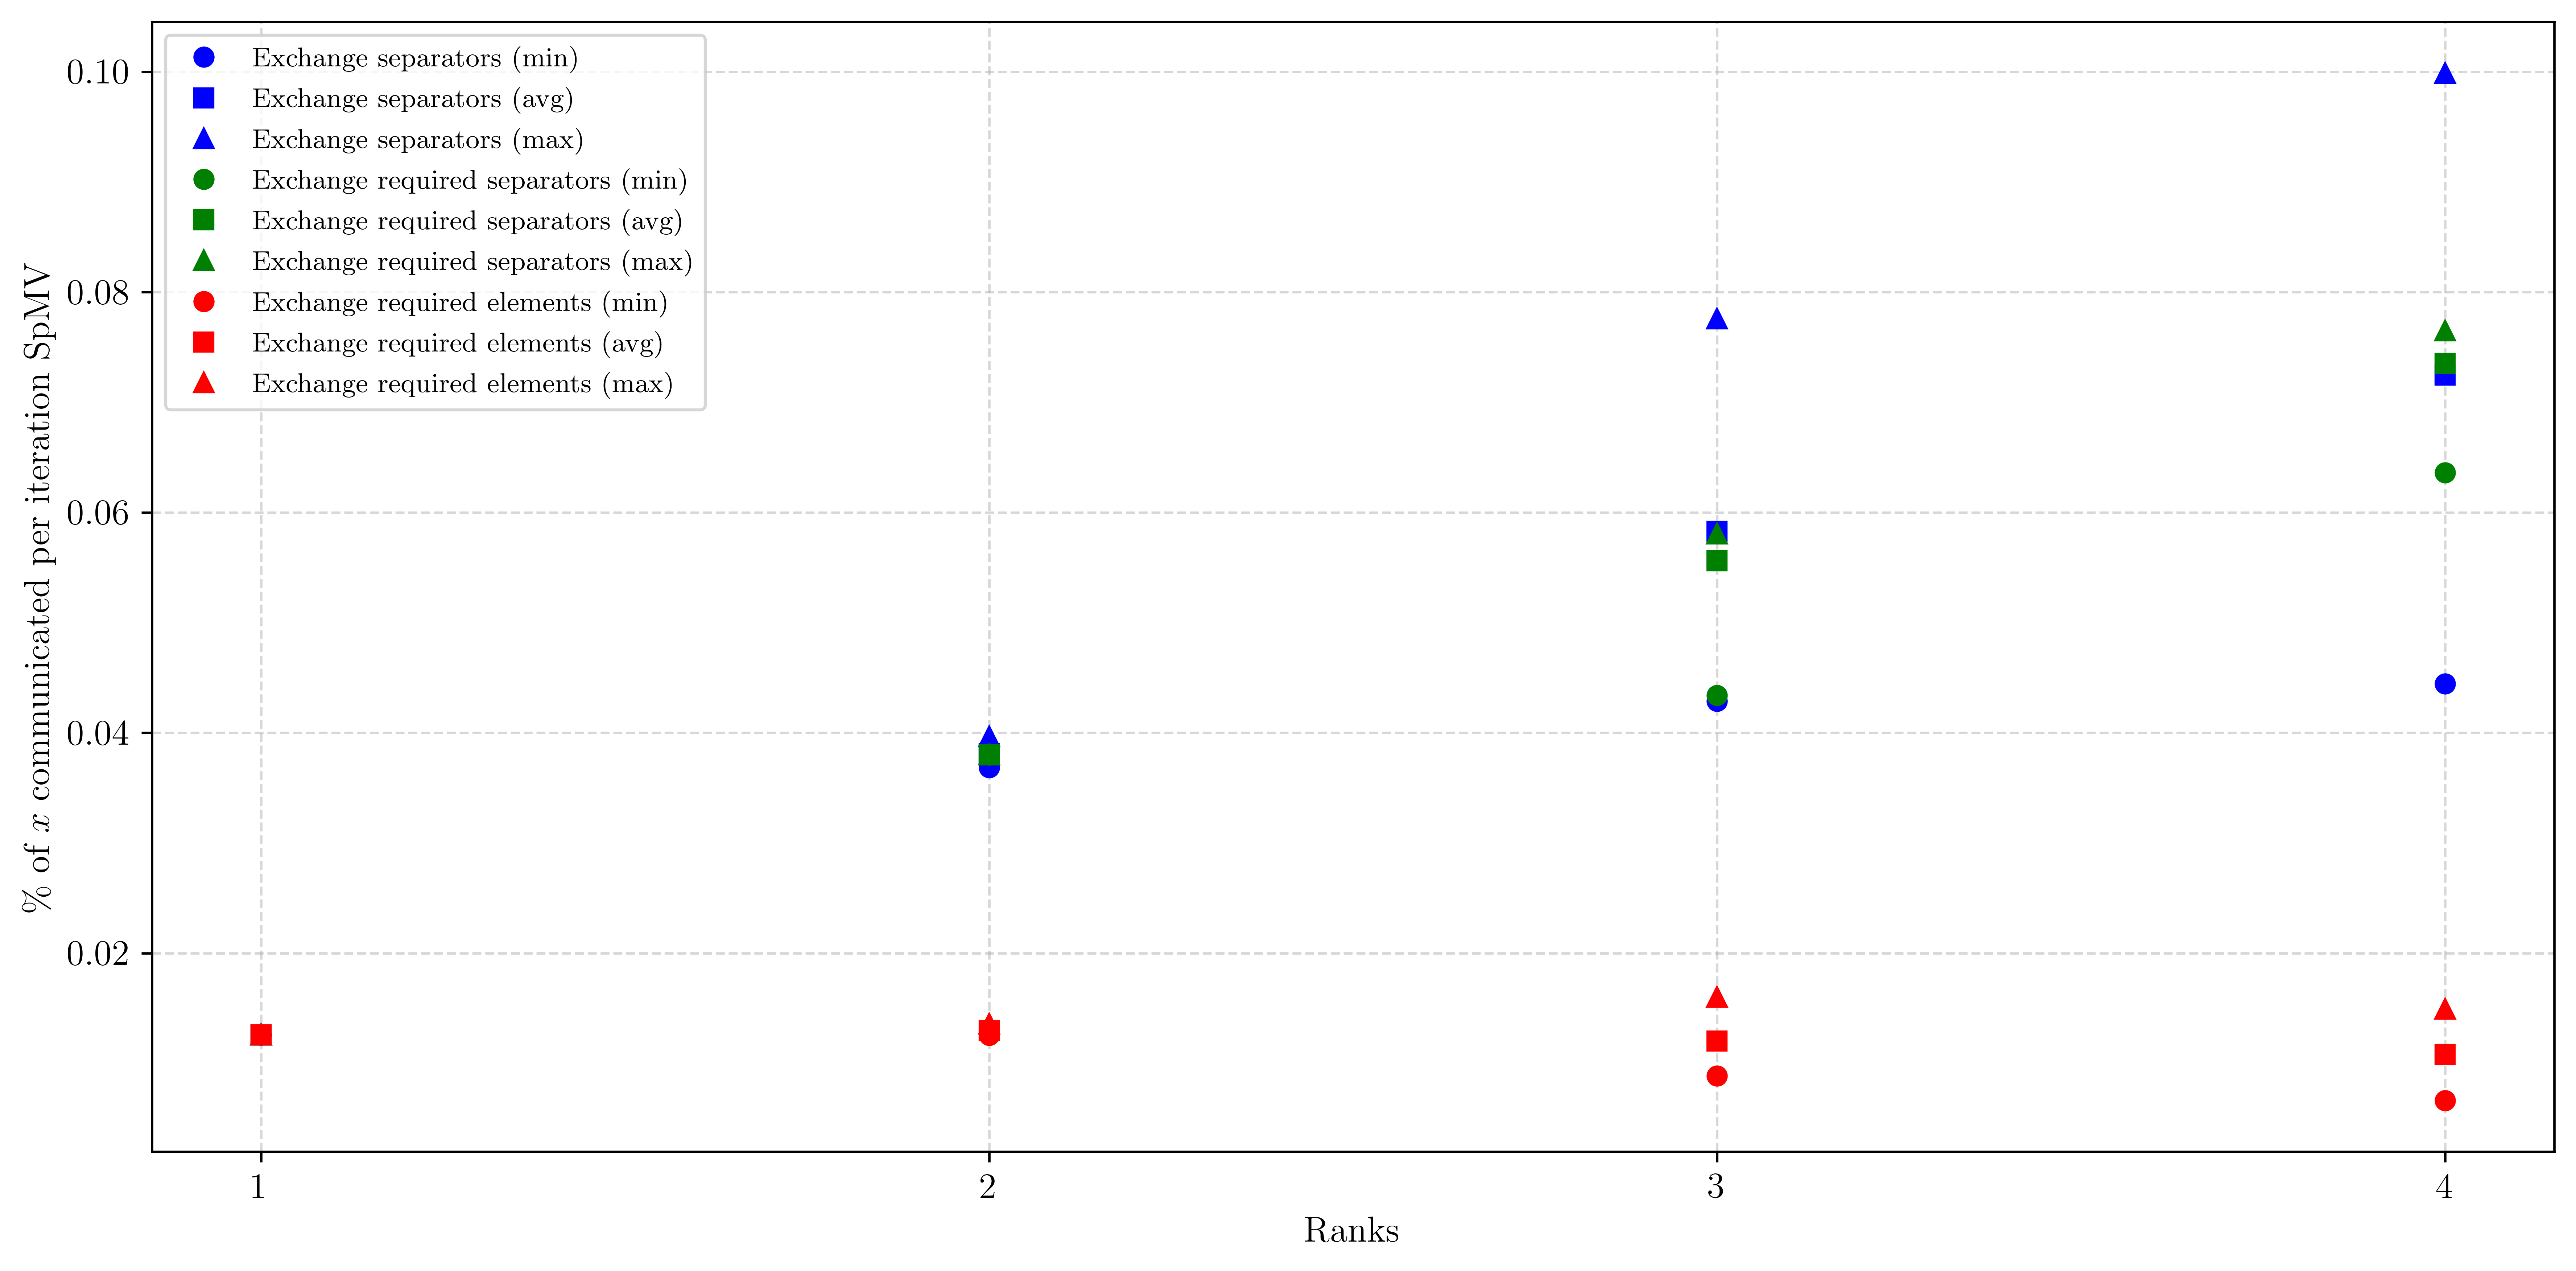 % of x communicated per iteration SpMV
0.10
0.08
0.06
0.04
0.02
Exchange separators (min)
Exchange separators (avg)
Exchange separators (max)
Exchange required separators (min)
Exchange required separators (avg)
Exchange required separators (max)
Exchange required elements (min)
Exchange required elements (avg)
Exchange required elements (max)
1 2 3 4
Ranks